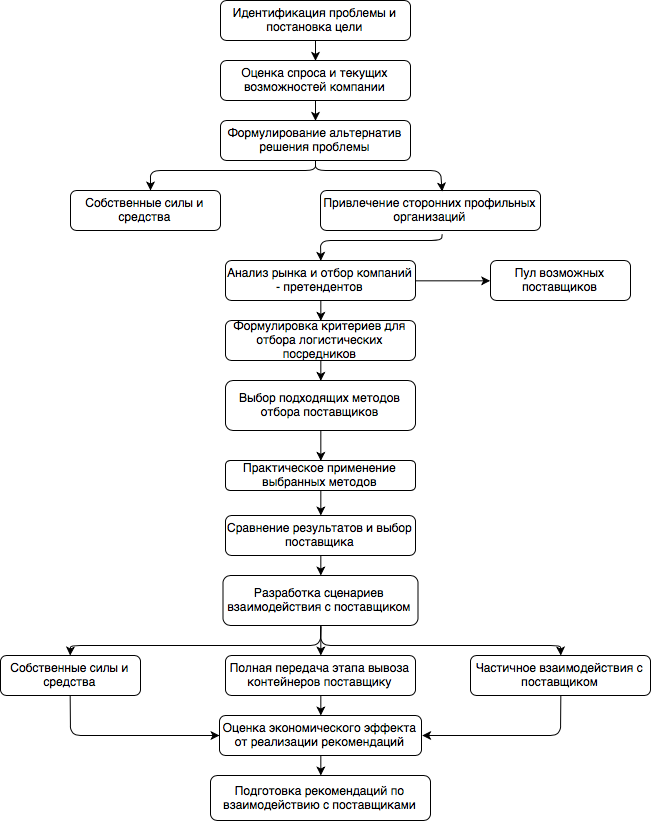 Идентификация проблемы и
постановка цели
Оценка спроса и текущих
возможностей компании
Формулирование альтернатив
решения проблемы
Собственные силы и
средства
Привлечение сторонних профильных
организаций
Анализ рынка и отбор компаний
- претендентов
Пул возможных
поставщиков
Формулировка критериев для
отбора логистических
посредников
Выбор подходящих методов
отбора поставщиков
Практическое применение
выбранных методов
Сравнение результатов и выбор
поставщика
Разработка сценариев
взаимодействия с поставщиком
Собственные силы и
средства
Полная передача этапа вывоза
контейнеров поставщику
Частичное взаимодействия с
поставщиком
Оценка экономического эффекта
от реализации рекомендаций
Подготовка рекомендаций по
взаимодействию с поставщиками